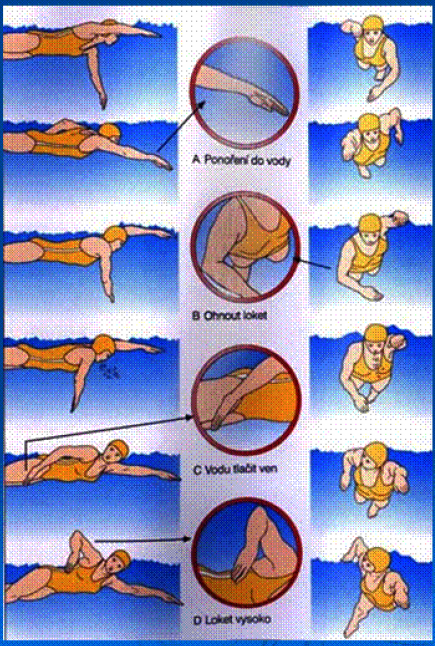 A Ponoření do vody
B Ohnout loket
C Vodu tlačit ven
D Loket vysoko